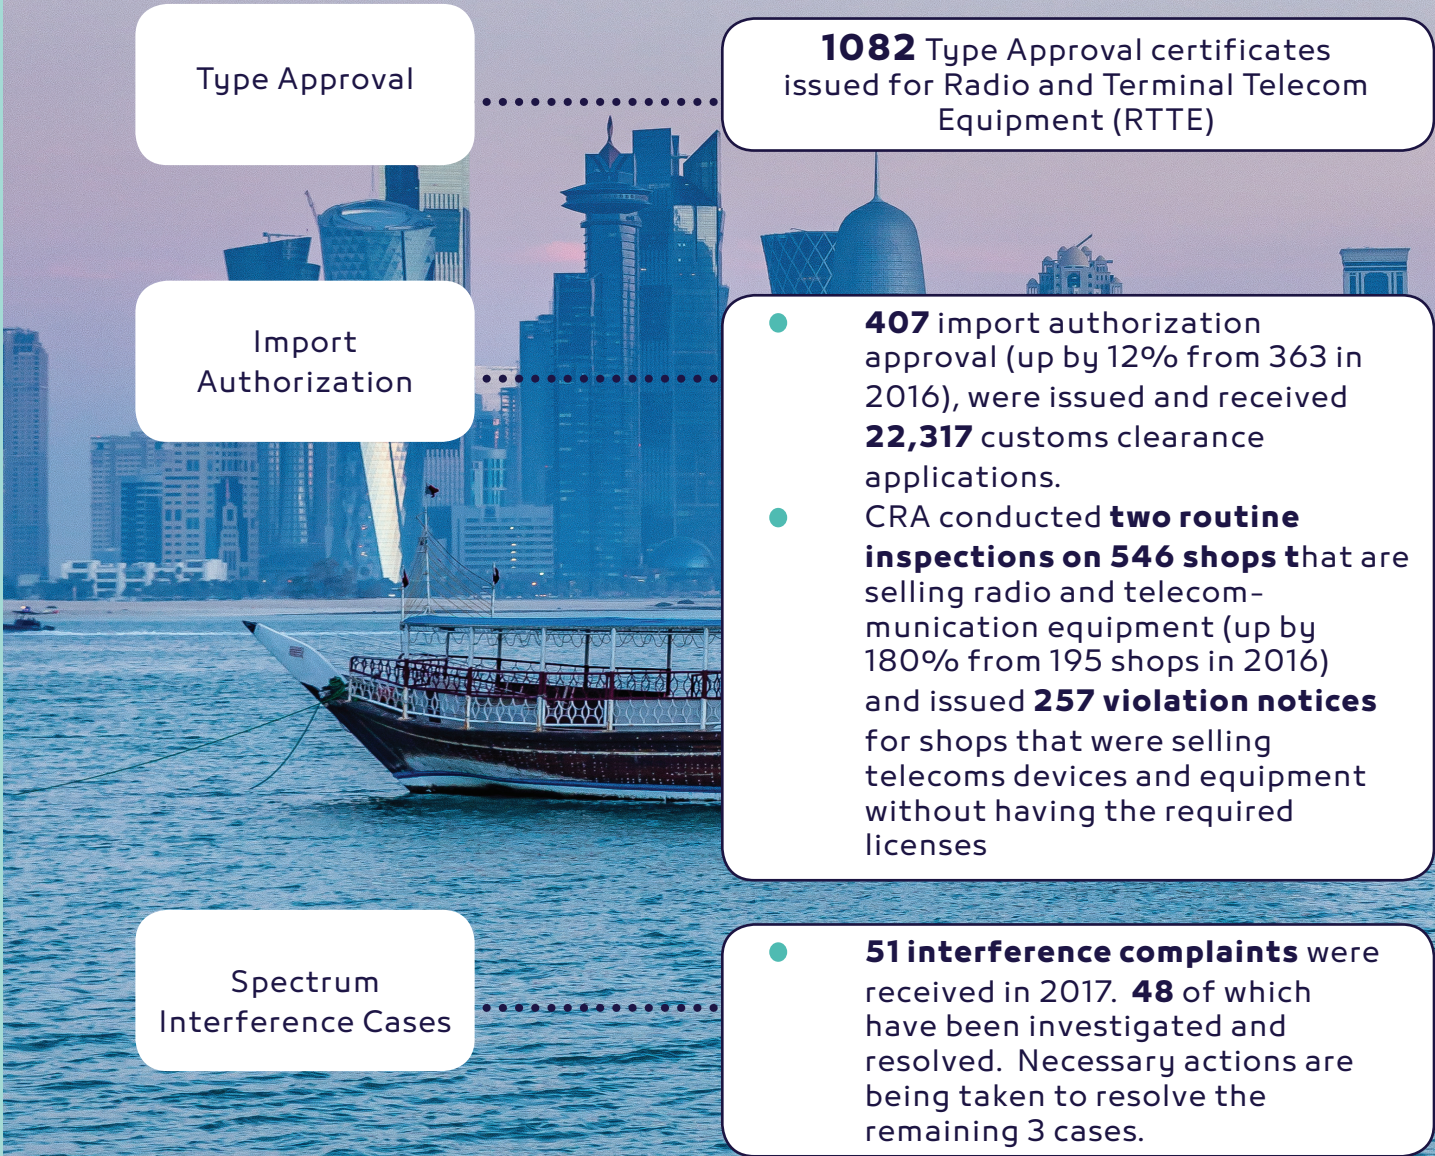 Type Approval
1082 Type Approval certificates
issued for Radio and Terminal Telecom
Equipment (RTTE)
Import
Authorization
407 import authorization
approval (up by 12% from 363 in
2016), were issued and received
22,317 customs clearance
applications.
CRA conducted two routine
inspections on 546 shops that are
selling radio and telecom-
munication equipment (up by
180% from 195 shops in 2016)
and issued 257 violation notices
for shops that were selling
telecoms devices and equipment
without having the required
licenses
Spectrum
Interference Cases
51 interference complaints were
received in 2017. 48 of which
have been investigated and
resolved. Necessary actions are
being taken to resolve the
remaining 3 cases.